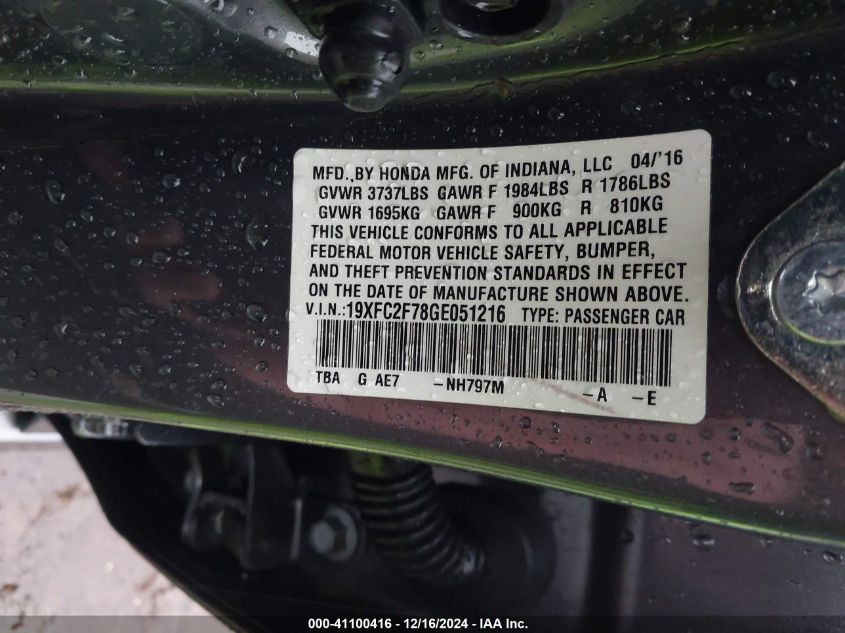 MFD.,BY HONDA MFG. OF INDIANA, LLC 04/'16
GVWR 3737LBS GAWR F 1984LBS R 1786LBS
GVWR 1695KG GAWR F 900KG R 810KG
THIS VEHICLE CONFORMS TO ALL APPLICABLE
FEDERAL MOTOR VEHICLE SAFETY, BUMPER,
AND THEFT PREVENTION STANDARDS IN EFFECT
ON THE DATE OF MANUFACTURE SHOWN ABOVE.
V.I.N.:19XFC2F78GE051216 TYPE: PASSENGER CAR
TBA G AE7 -NH797M -A -E
000-41100416 - 12/16/2024 - IAA Inc.